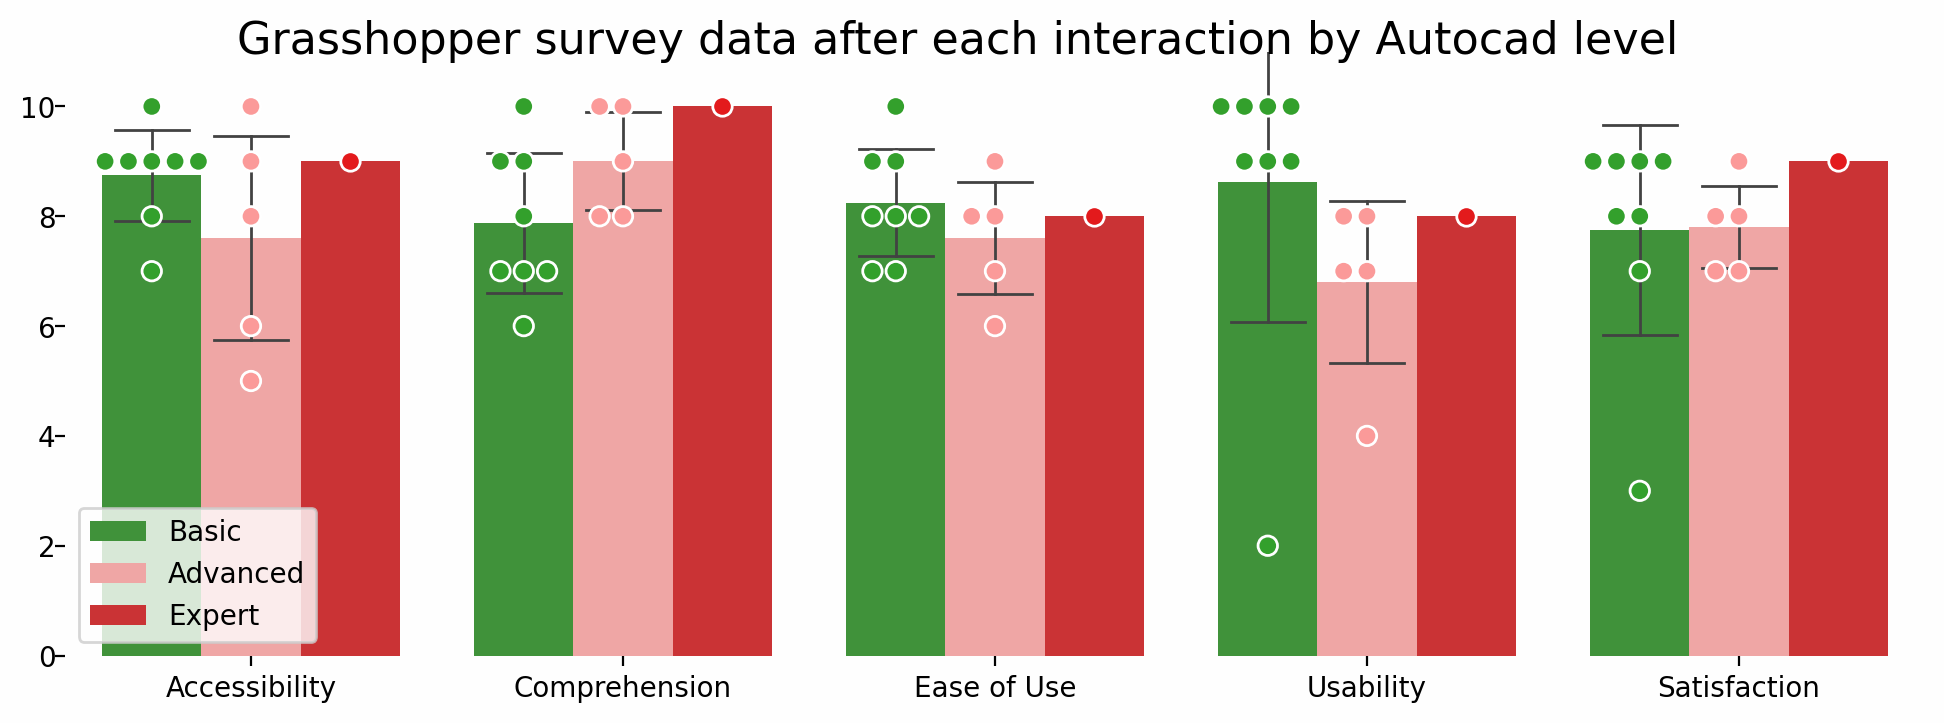 Grasshopper survey data after each interaction by Autocad level
10
8
6
4
2
0
Basic
Advanced
Expert
Accessibility
Comprehension
Ease of Use
Usability
Satisfaction